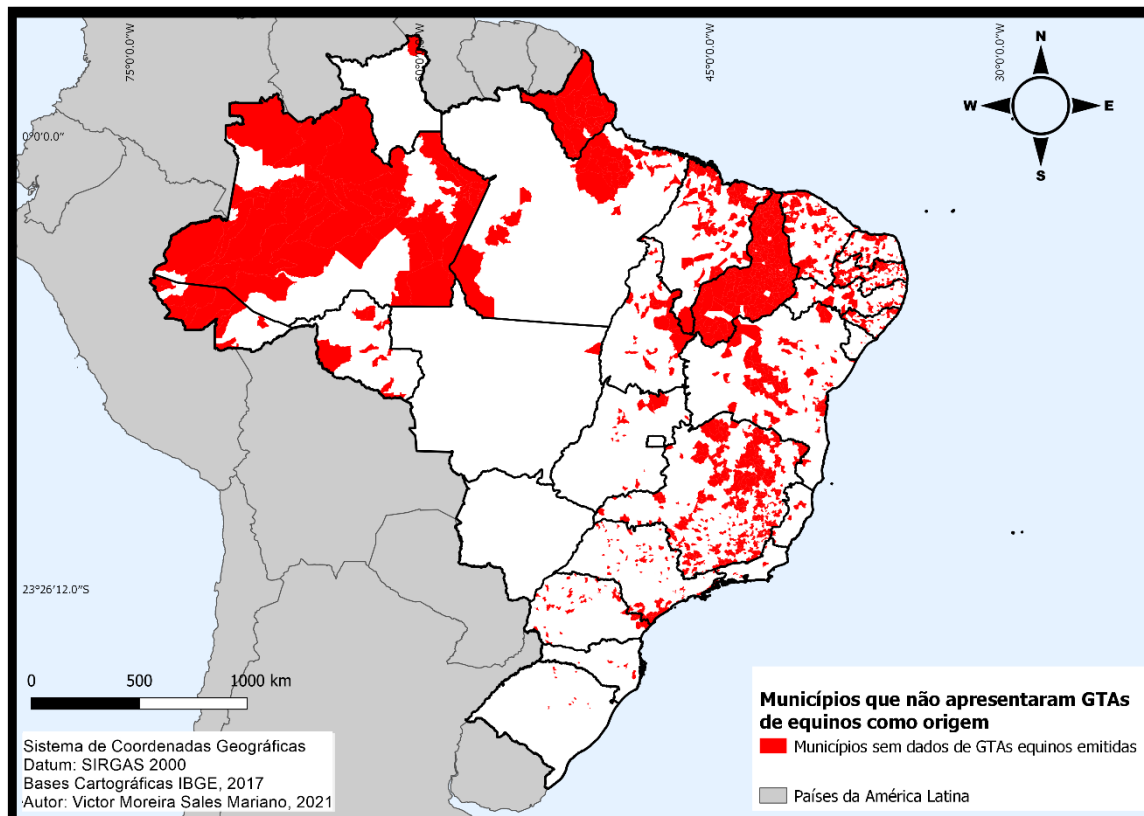 75°0'0.0"W
60°0'0.0"W
45°0'0.0"W
30°0'0.0"W
N
W
E
S
0°0'0.0"
23°26'12.0"S
0
500
1000 km
Sistema de Coordenadas Geográficas
Datum: SIRGAS 2000
Bases Cartográficas IBGE, 2017
Autor: Victor Moreira Sales Mariano, 2021
Municípios que não apresentaram GTAs
de equinos como origem
Municípios sem dados de GTAs equinos emitidas
Países da América Latina